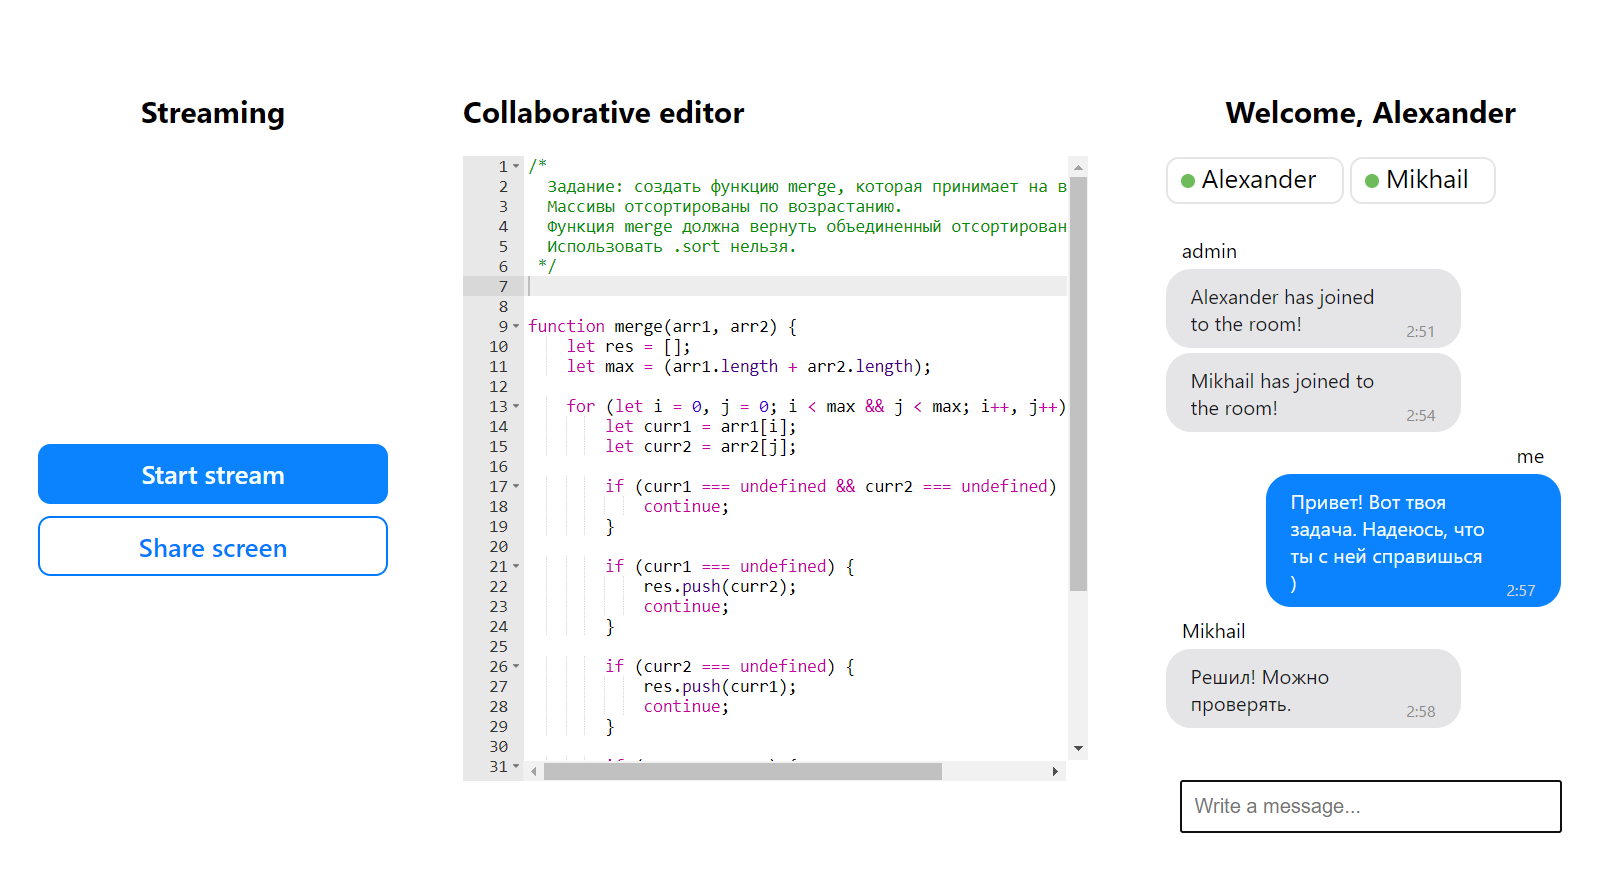 Streaming
Start stream
Share screen
Collaborative editor
1 /*
2   Задание: создать функцию merge, которая принимает на в
3   Массивы отсортированы по возрастанию.
4   Функция merge должна вернуть объединенный отсортирован
5   Использовать .sort нельзя.
6  */
7
8
9 function merge(arr1, arr2) {
10     let res = [];
11     let max = (arr1.length + arr2.length);
12
13     for (let i = 0, j = 0; i < max && j < max; i++, j++)
14         let curr1 = arr1[i];
15         let curr2 = arr2[j];
16
17         if (curr1 === undefined && curr2 === undefined)
18             continue;
19         }
20
21         if (curr1 === undefined) {
22             res.push(curr2);
23             continue;
24         }
25
26         if (curr2 === undefined) {
27             res.push(curr1);
28             continue;
29         }
30
31
Welcome, Alexander
Alexander
Mikhail
admin
Alexander has joined
to the room!
2:51
Mikhail has joined to
the room!
2:54
me
Привет! Вот твоя
задача. Надеюсь, что
ты с ней справишься
)
2:57
Mikhail
Решил! Можно
проверять.
2:58
Write a message...